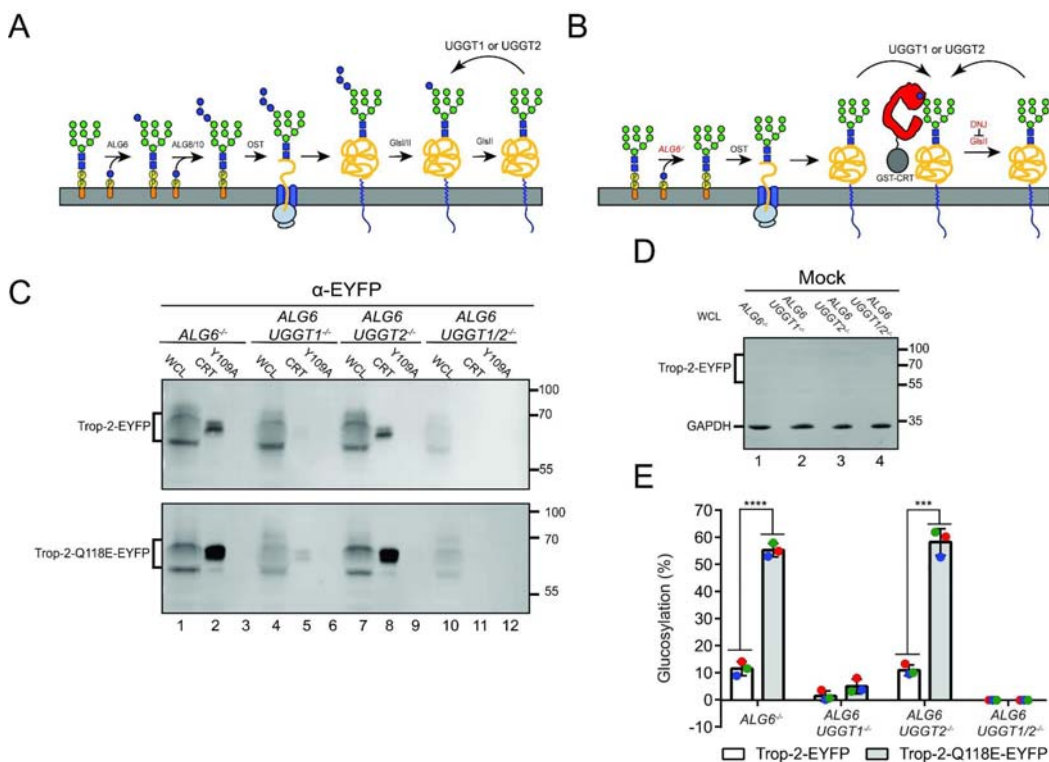 A
B
UGGT1 or UGGT2
UGGT1 or UGGT2
ALG6
ALG8/10
OST
GlsI/II
GlsII
P
P
P
P
ALG6-/-
OST
GST-CRT
DNJ
GlsII
P
P
C
α-EYFP
ALG6-/-
ALG6 UGGT1-/-
ALG6 UGGT2-/-
ALG6 UGGT1/2-/-
WCL CRT Y109A WCL CRT Y109A WCL CRT Y109A WCL CRT Y109A
Trop-2-EYFP
100
70
55
Trop-2-Q118E-EYFP
100
70
55
1 2 3 4 5 6 7 8 9 10 11 12
D
Mock
WCL
ALG6-/-
ALG6 UGGT1-/-
ALG6 UGGT2-/-
ALG6 UGGT1/2-/-
Trop-2-EYFP
100
70
55
GAPDH
35
1 2 3 4
E
Glucosylation (%)
70
60
50
40
30
20
10
0
-10
****
***
ALG6-/-
ALG6 UGGT1-/-
ALG6 UGGT2-/-
ALG6 UGGT1/2-/-
Trop-2-EYFP
Trop-2-Q118E-EYFP